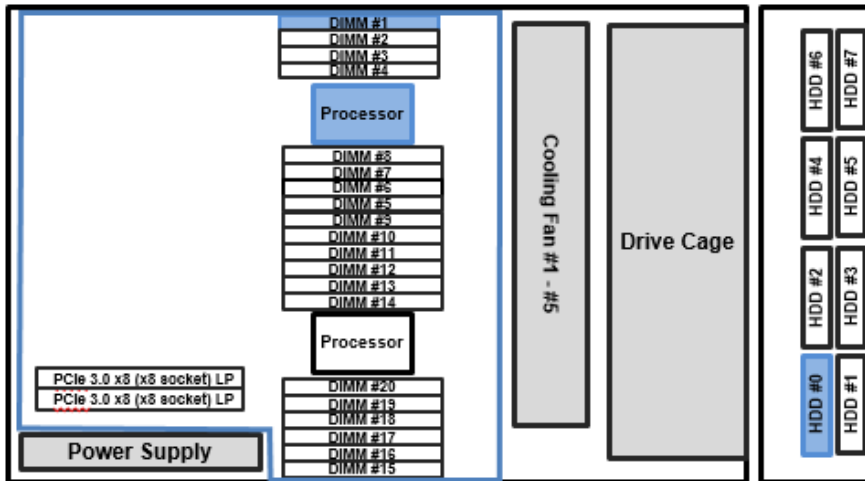 DIMM #1
DIMM #2
DIMM #3
DIMM #4
Processor
DIMM #8
DIMM #7
DIMM #6
DIMM #5
DIMM #9
DIMM #10
DIMM #11
DIMM #12
DIMM #13
DIMM #14
Processor
DIMM #20
DIMM #19
DIMM #18
DIMM #17
DIMM #16
DIMM #15
PCIe 3.0 x8 (x8 socket) LP
PCIe 3.0 x8 (x8 socket) LP
Power Supply
Cooling Fan #1 - #5
Drive Cage
HDD #6
HDD #7
HDD #4
HDD #5
HDD #2
HDD #3
HDD #0
HDD #1